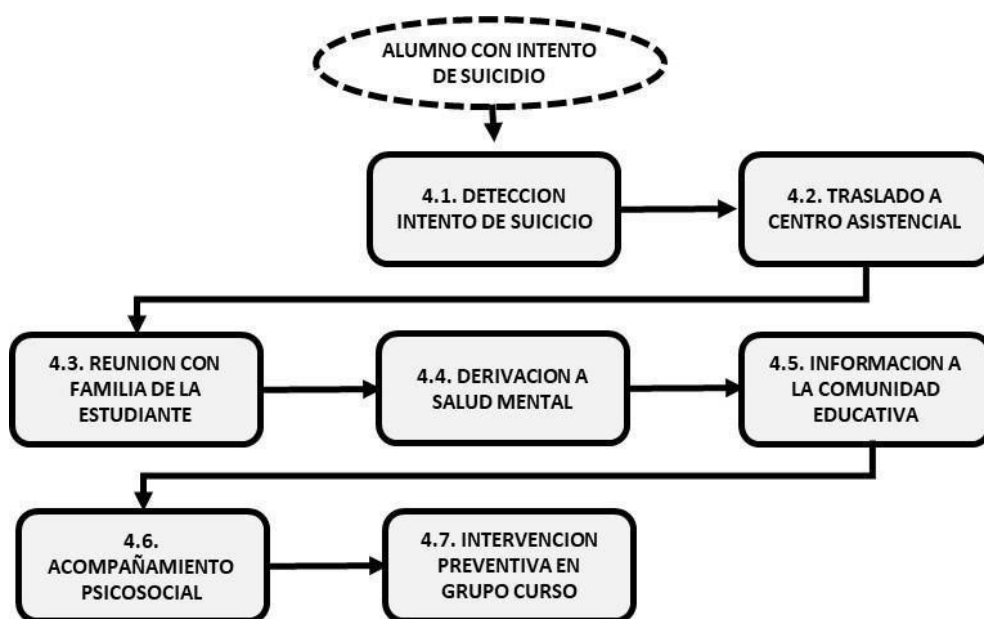 ALUMNO CON INTENTO
DE SUICIDIO
4.1. DETECCION
INTENTO DE SUICICIO
4.2. TRASLADO A
CENTRO ASISTENCIAL
4.3. REUNION CON
FAMILIA DE LA
ESTUDIANTE
4.4. DERIVACION A
SALUD MENTAL
4.5. INFORMACION A
LA COMUNIDAD
EDUCATIVA
4.6.
ACOMPAÑAMIENTO
PSICOSOCIAL
4.7. INTERVENCION
PREVENTIVA EN
GRUPO CURSO